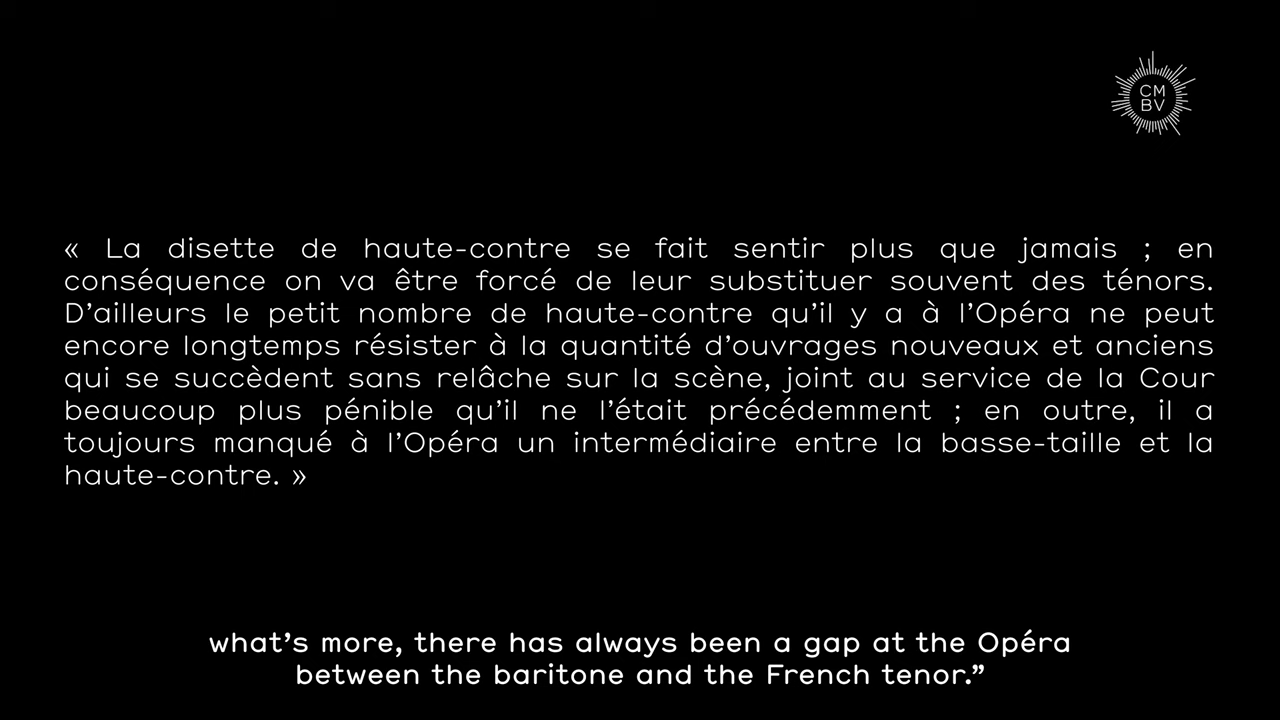 CM
BV
« La disette de haute-contre se fait sentir plus que jamais ; en
conséquence on va être forcé de leur substituer souvent des ténors.
D’ailleurs le petit nombre de haute-contre qu’il y a à l’Opéra ne peut
encore longtemps résister à la quantité d’ouvrages nouveaux et anciens
qui se succèdent sans relâche sur la scène, joint au service de la Cour
beaucoup plus pénible qu’il ne l’était précédemment ; en outre, il a
toujours manqué à l’Opéra un intermédiaire entre la basse-taille et la
haute-contre. »
what’s more, there has always been a gap at the Opéra
between the baritone and the French tenor.”